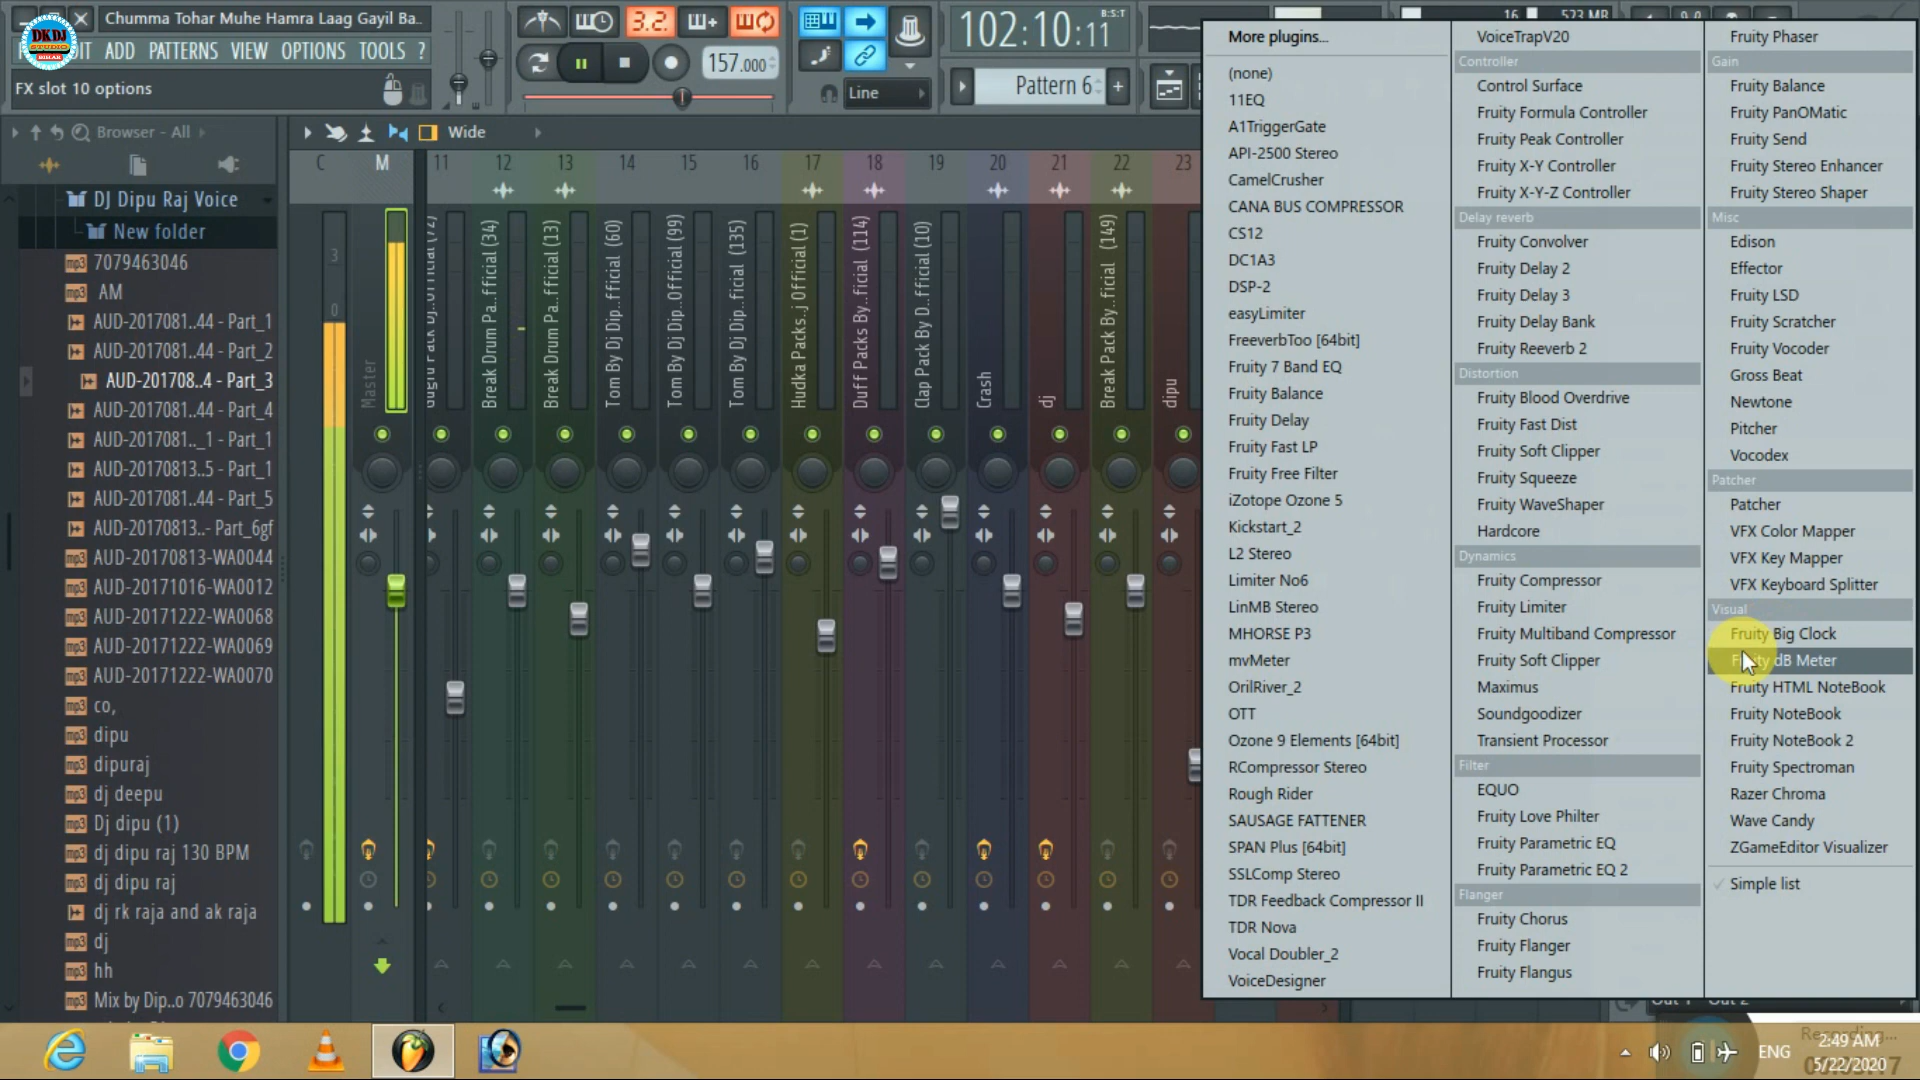 DK DJ
STUDIO
BIHAR
Chumma Tohar Muhe Hamra Laag Gayil Ba..
ADD PATTERNS VIEW OPTIONS TOOLS ?
FX slot 10 options
3.2.
157.000
102:10:11
B:S:T
Line
Pattern 6
16
523 MB
Browser - All
Wide
DJ Dipu Raj Voice
New folder
7079463046
AM
AUD-2017081..44 - Part_1
AUD-2017081..44 - Part_2
AUD-201708..4 - Part_3
AUD-2017081..44 - Part_4
AUD-2017081.._1 - Part_1
AUD-20170813..5 - Part_1
AUD-2017081..44 - Part_5
AUD-20170813..- Part_6gf
AUD-20170813-WA0044
AUD-20171016-WA0012
AUD-20171222-WA0068
AUD-20171222-WA0069
AUD-20171222-WA0070
co,
dipu
dipuraj
dj deepu
Dj dipu (1)
dj dipu raj 130 BPM
dj dipu raj
dj rk raja and ak raja
dj
hh
Mix by Dip..o 7079463046
C M 11 12 13 14 15 16 17 18 19 20 21 22 23
3
0
Master
Break Drum Pa..fficial (34)
Break Drum Pa..fficial (13)
Tom By Dj Dip..fficial (60)
Tom By Dj Dip..Official (99)
Tom By Dj Dip..ficial (135)
Hudka Packs..j Official (1)
Duff Packs By..ficial (114)
Clap Pack By D..fficial (10)
Crash
dj
Break Pack By..ficial (149)
dipu
More plugins...
(none)
11EQ
A1TriggerGate
API-2500 Stereo
CamelCrusher
CANA BUS COMPRESSOR
CS12
DC1A3
DSP-2
easyLimiter
FreeverbToo [64bit]
Fruity 7 Band EQ
Fruity Balance
Fruity Delay
Fruity Fast LP
Fruity Free Filter
iZotope Ozone 5
Kickstart_2
L2 Stereo
Limiter No6
LinMB Stereo
MHORSE P3
mvMeter
OrilRiver_2
OTT
Ozone 9 Elements [64bit]
RCompressor Stereo
Rough Rider
SAUSAGE FATTENER
SPAN Plus [64bit]
SSLComp Stereo
TDR Feedback Compressor II
TDR Nova
Vocal Doubler_2
VoiceDesigner
VoiceTrapV20
Controller
Control Surface
Fruity Formula Controller
Fruity Peak Controller
Fruity X-Y Controller
Fruity X-Y-Z Controller
Delay reverb
Fruity Convolver
Fruity Delay 2
Fruity Delay 3
Fruity Delay Bank
Fruity Reeverb 2
Distortion
Fruity Blood Overdrive
Fruity Fast Dist
Fruity Soft Clipper
Fruity Squeeze
Fruity WaveShaper
Hardcore
Dynamics
Fruity Compressor
Fruity Limiter
Fruity Multiband Compressor
Fruity Soft Clipper
Maximus
Soundgoodizer
Transient Processor
Filter
EQUO
Fruity Love Philter
Fruity Parametric EQ
Fruity Parametric EQ 2
Flanger
Fruity Chorus
Fruity Flanger
Fruity Flangus
Fruity Phaser
Gain
Fruity Balance
Fruity PanOMatic
Fruity Send
Fruity Stereo Enhancer
Fruity Stereo Shaper
Misc
Edison
Effector
Fruity LSD
Fruity Scratcher
Fruity Vocoder
Gross Beat
Newtone
Pitcher
Vocodex
Patcher
Patcher
VFX Color Mapper
VFX Key Mapper
VFX Keyboard Splitter
Visual
Fruity Big Clock
Fruity dB Meter
Fruity HTML NoteBook
Fruity NoteBook
Fruity NoteBook 2
Fruity Spectroman
Razer Chroma
Wave Candy
ZGameEditor Visualizer
Simple list
Out 1 - Out 2
ENG
Recording...
2:49 AM
5/22/2020